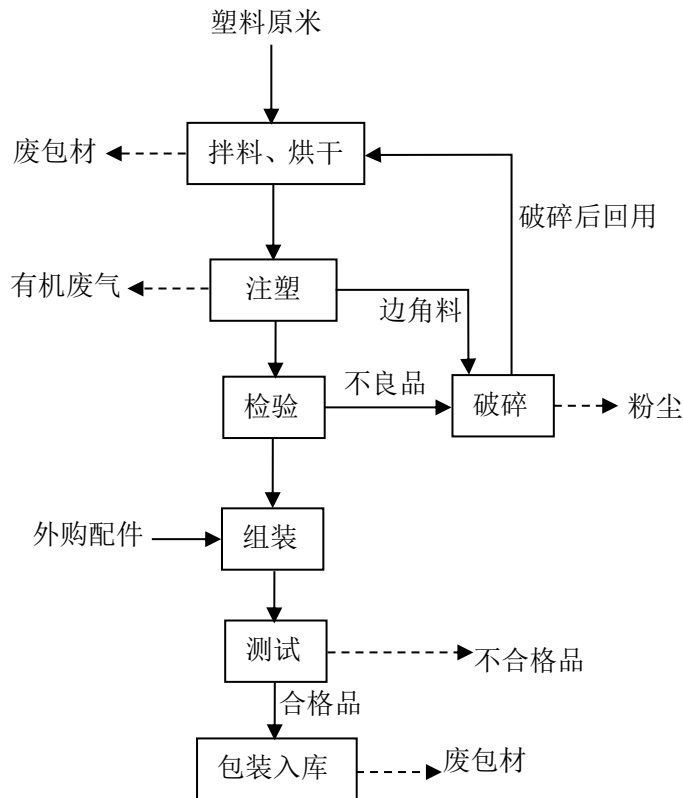 塑料原米
废包材
拌料、烘干
破碎后回用
有机废气
注塑
边角料
检验
不良品
破碎
粉尘
外购配件
组装
测试
不合格品
合格品
包装入库
废包材